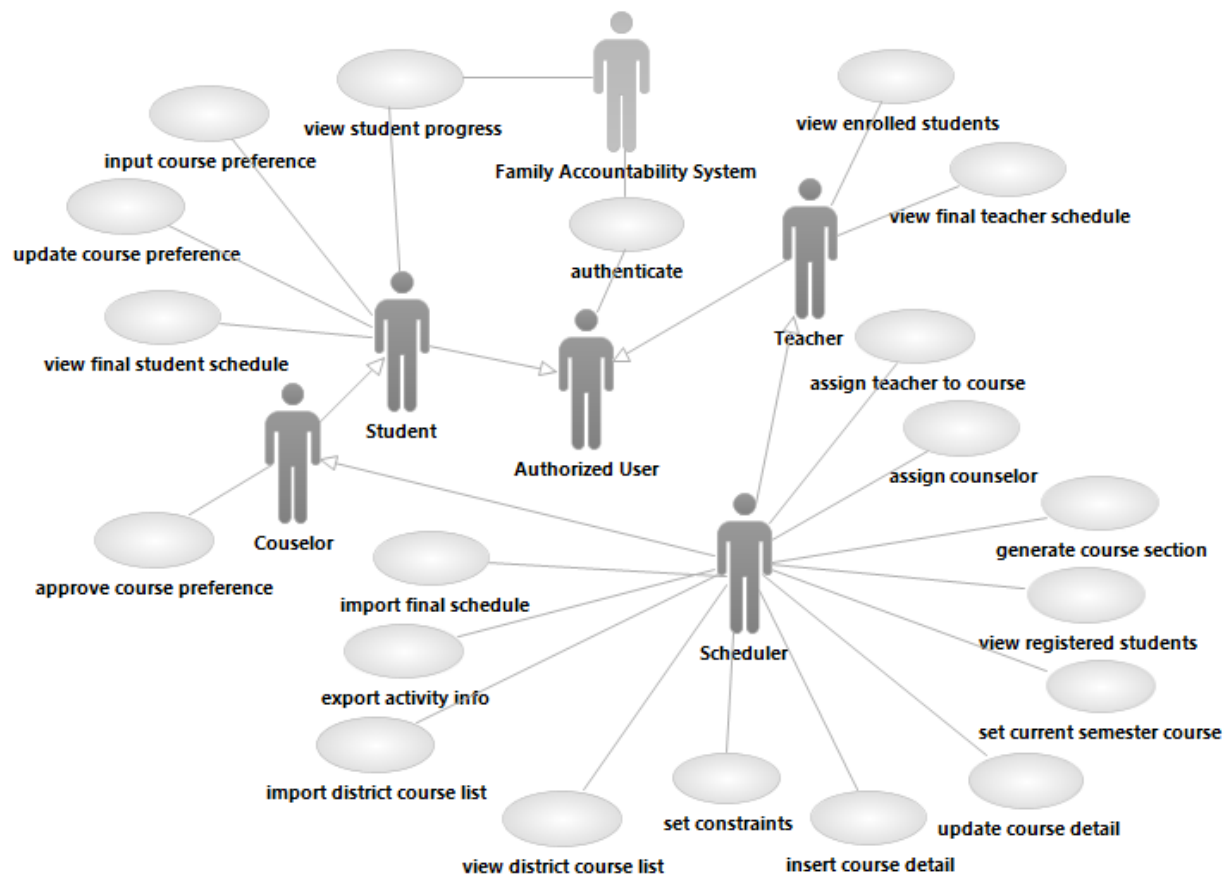 view student progress
view enrolled students
input course preference
Family Accountability System
view final teacher schedule
update course preference
authenticate
Teacher
view final student schedule
assign teacher to course
Student
Authorized User
assign counselor
Couselor
generate course section
approve course preference
import final schedule
view registered students
Scheduler
export activity info
set current semester course
import district course list
set constraints
update course detail
view district course list
insert course detail